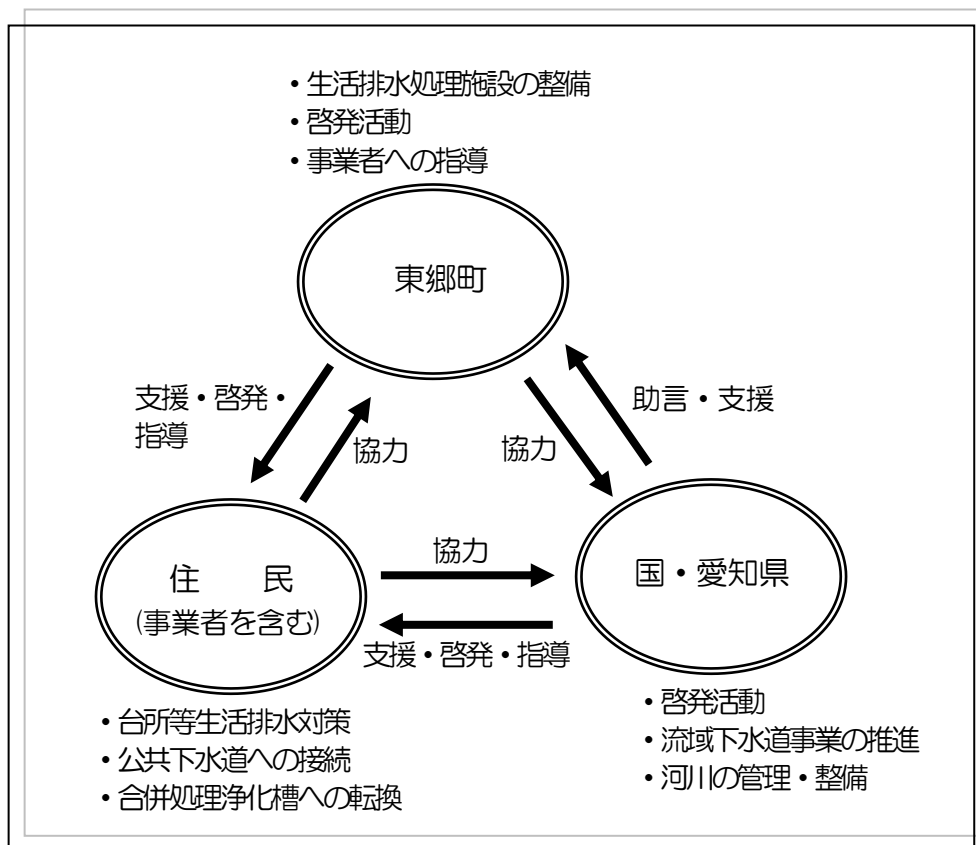 ・生活排水処理施設の整備
・啓発活動
・事業者への指導
東郷町
支援・啓発・
指導
協力
協力
助言・支援
住　　民
(事業者を含む)
協力
国・愛知県
支援・啓発・指導
・台所等生活排水対策
・公共下水道への接続
・合併処理浄化槽への転換
・啓発活動
・流域下水道事業の推進
・河川の管理・整備